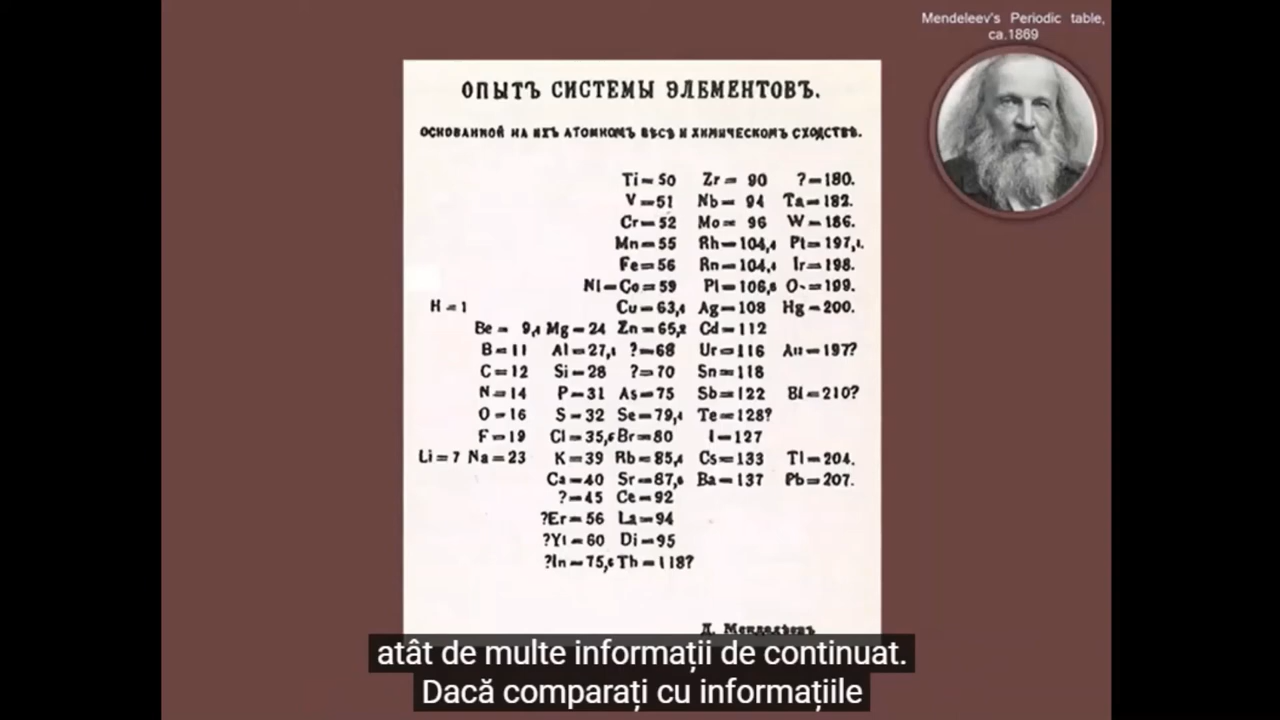 Mendeleev's Periodic table,
ca.1869
ОПЫТЪ СИСТЕМЫ ЭЛЕМЕНТОВЪ.
ОСНОВАННОЙ НА ИХЪ АТОМНОМЪ ВѢСѢ И ХИМИЧЕСКОМЪ СХОДСТВѢ.
Ti=50 Zr= 90 ?=180.
V=51 Nb= 94 Ta=182.
Cr=52 Mo= 96 W=186.
Mn=55 Rh=104,4 Pt=197,1.
Fe=56 Rn=104,4 Ir=198.
Ni=Co=59 Pl=106,6 O-=199.
H=1 Cu=63,4 Ag=108 Hg=200.
Be= 9,4 Mg=24 Zn=65,2 Cd=112
B=11 Al=27,1 ?=68 Ur=116 Au=197?
C=12 Si=28 ?=70 Sn=118
N=14 P=31 As=75 Sb=122 Bi=210?
O=16 S=32 Se=79,4 Te=128?
F=19 Cl=35,5 Br=80 I=127
Li=7 Na=23 K=39 Rb=85,4 Cs=133 Tl=204.
Ca=40 Sr=87,6 Ba=137 Pb=207.
?=45 Ce=92
?Er=56 La=94
?Yt=60 Di=95
?In=75,6 Th=118?
Д. Менделѣевъ
atât de multe informații de continuat.
Dacă comparați cu informațiile